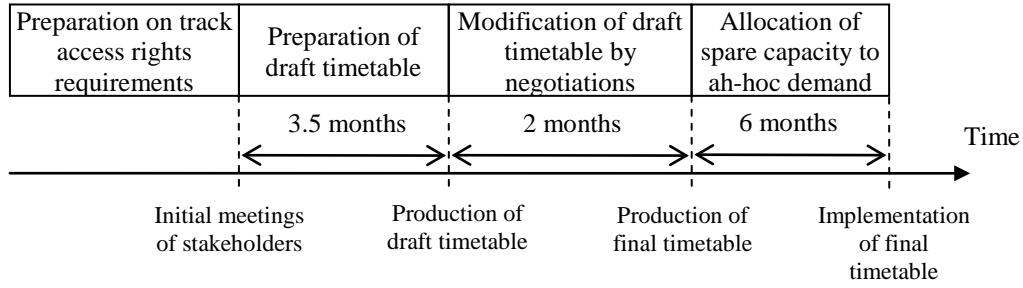 Preparation on track
access rights
requirements
Preparation of
draft timetable
Modification of draft
timetable by
negotiations
Allocation of
spare capacity to
ah-hoc demand
3.5 months
2 months
6 months
Time
Initial meetings
of stakeholders
Production of
draft timetable
Production of
final timetable
Implementation
of final
timetable